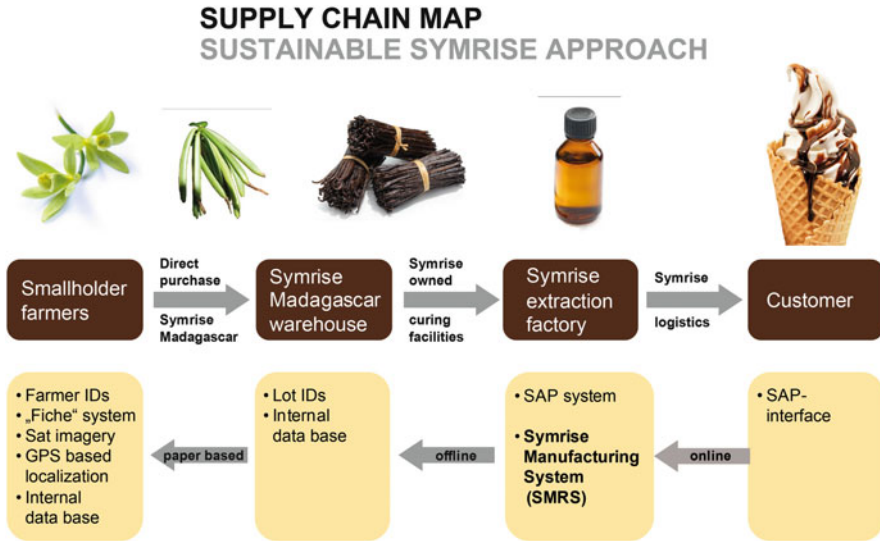 SUPPLY CHAIN MAP
SUSTAINABLE SYMRISE APPROACH
Smallholder
farmers
Direct
purchase
Symrise
Madagascar
Symrise
Madagascar
warehouse
Symrise
owned
curing
facilities
Symrise
extraction
factory
Symrise
logistics
Customer
• Farmer IDs
• „Fiche“ system
• Sat imagery
• GPS based
localization
• Internal
data base
paper based
• Lot IDs
• Internal
data base
offline
• SAP system
• Symrise
Manufacturing
System
(SMRS)
online
• SAP-
interface